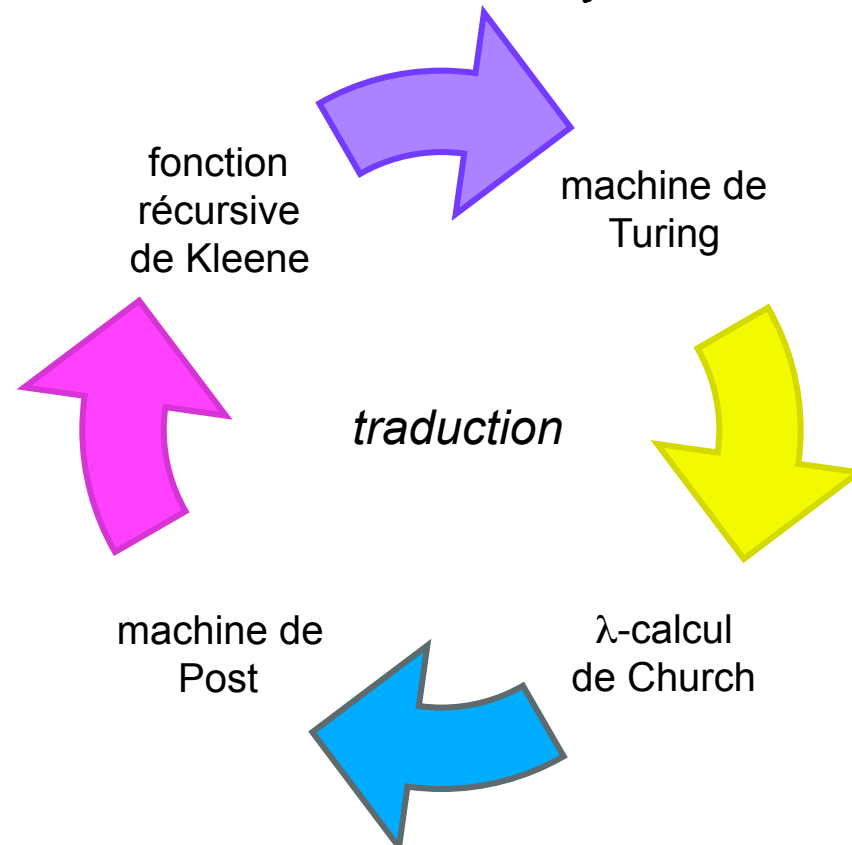 fonction
récursive
de Kleene
machine de
Turing
traduction
machine de
Post
λ-calcul
de Church